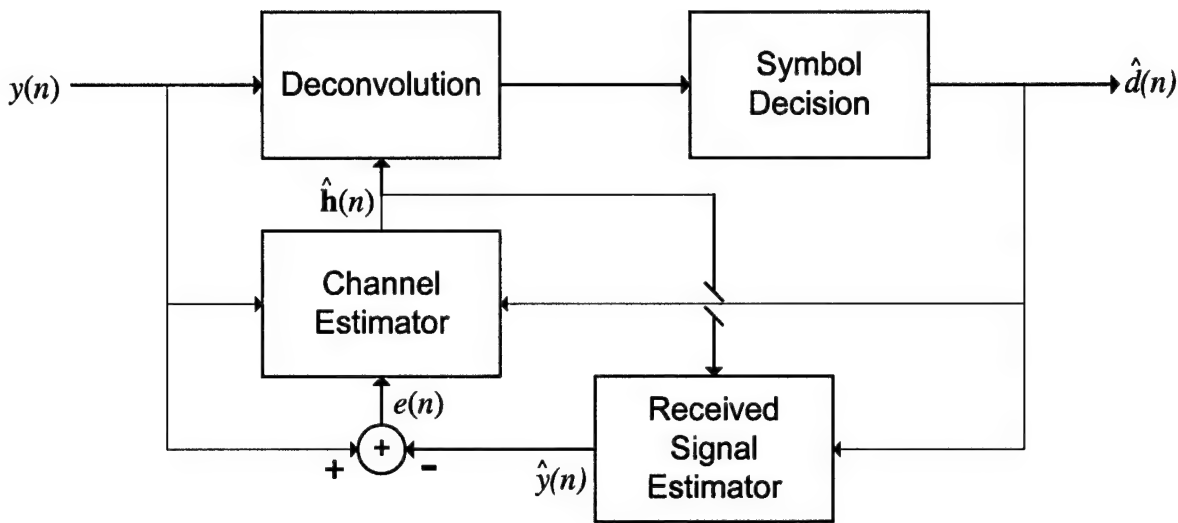 y(n)
Deconvolution
Symbol
Decision
d̂(n)
ĥ(n)
Channel
Estimator
e(n)
+
+
-
ŷ(n)
Received
Signal
Estimator